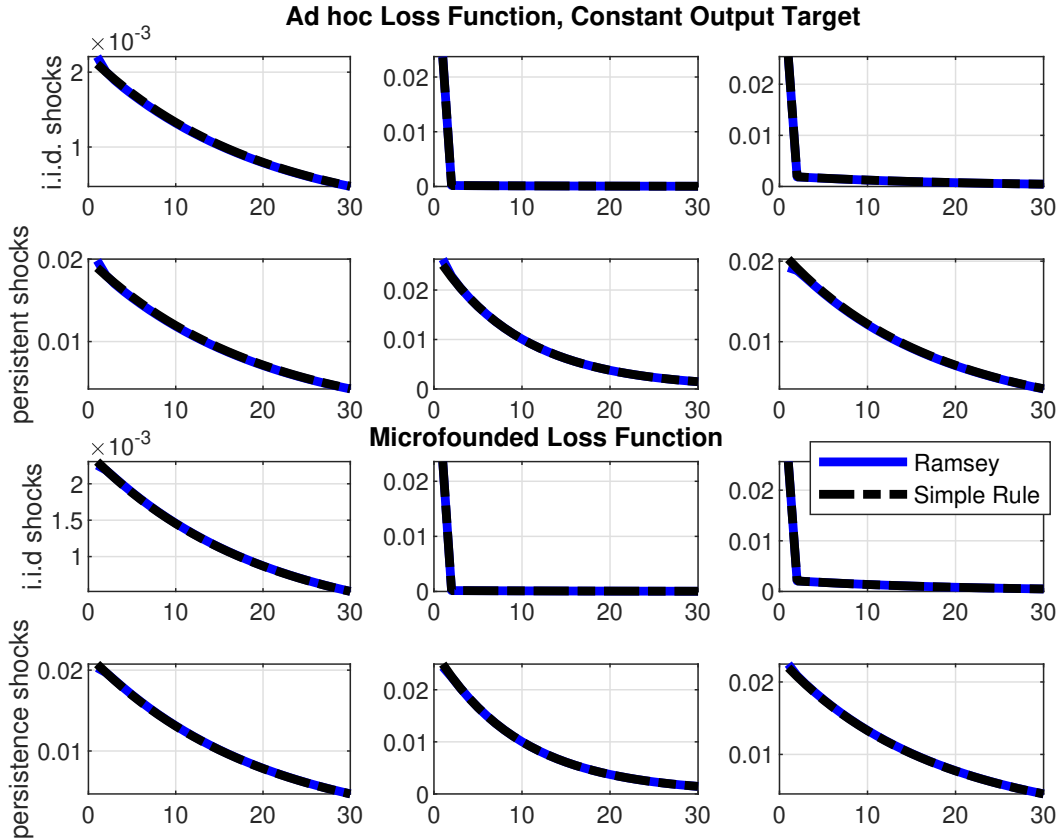 Ad hoc Loss Function, Constant Output Target
×10⁻³
i.i.d. shocks
2
1
0 10 20 30
0.02
0.01
0
0 10 20 30
0.02
0.01
0
0 10 20 30
persistent shocks
0.02
0.01
0 10 20 30
0.02
0.01
0
0 10 20 30
0.02
0.01
0 10 20 30
Microfounded Loss Function
×10⁻³
i.i.d shocks
2
1.5
1
0 10 20 30
0.02
0.01
0
0 10 20 30
0.02
0.01
0
0 10 20 30
Ramsey
Simple Rule
persistence shocks
0.02
0.01
0 10 20 30
0.02
0.01
0
0 10 20 30
0.02
0.01
0 10 20 30